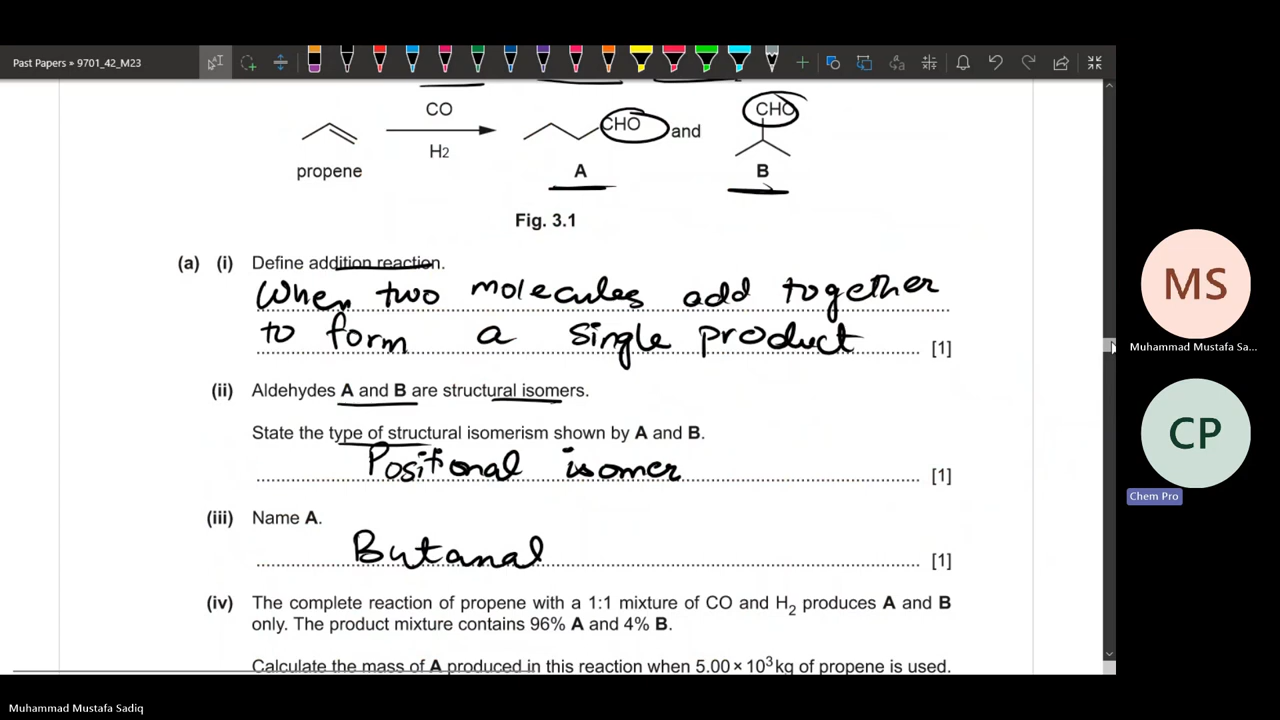 Past Papers » 9701_42_M23
CO
H2
propene
CHO
and
CHO
A
B
Fig. 3.1
(a) (i) Define addition reaction.
When two molecules add together
to form a single product [1]
(ii) Aldehydes A and B are structural isomers.
State the type of structural isomerism shown by A and B.
Positonal isomer [1]
(iii) Name A.
Butanal [1]
(iv) The complete reaction of propene with a 1:1 mixture of CO and H2 produces A and B
only. The product mixture contains 96% A and 4% B.
Calculate the mass of A produced in this reaction when 5.00 × 10³ kg of propene is used.
MS
Muhammad Mustafa Sa...
CP
Chem Pro
Muhammad Mustafa Sadiq